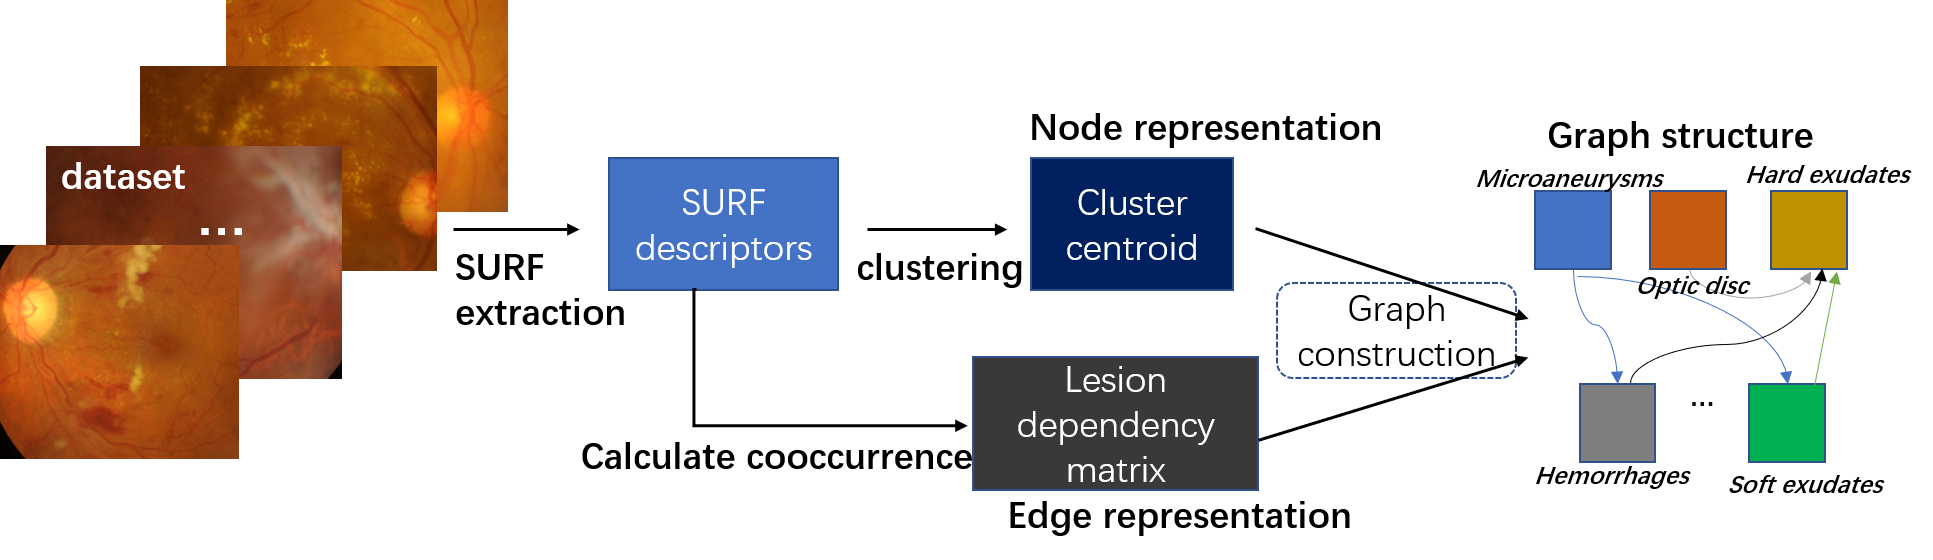 dataset
...
SURF
extraction
SURF
descriptors
clustering
Calculate cooccurrence
Node representation
Cluster
centroid
Lesion
dependency
matrix
Edge representation
Graph
construction
Graph structure
Microaneurysms
Hard exudates
Optic disc
...
Hemorrhages
Soft exudates